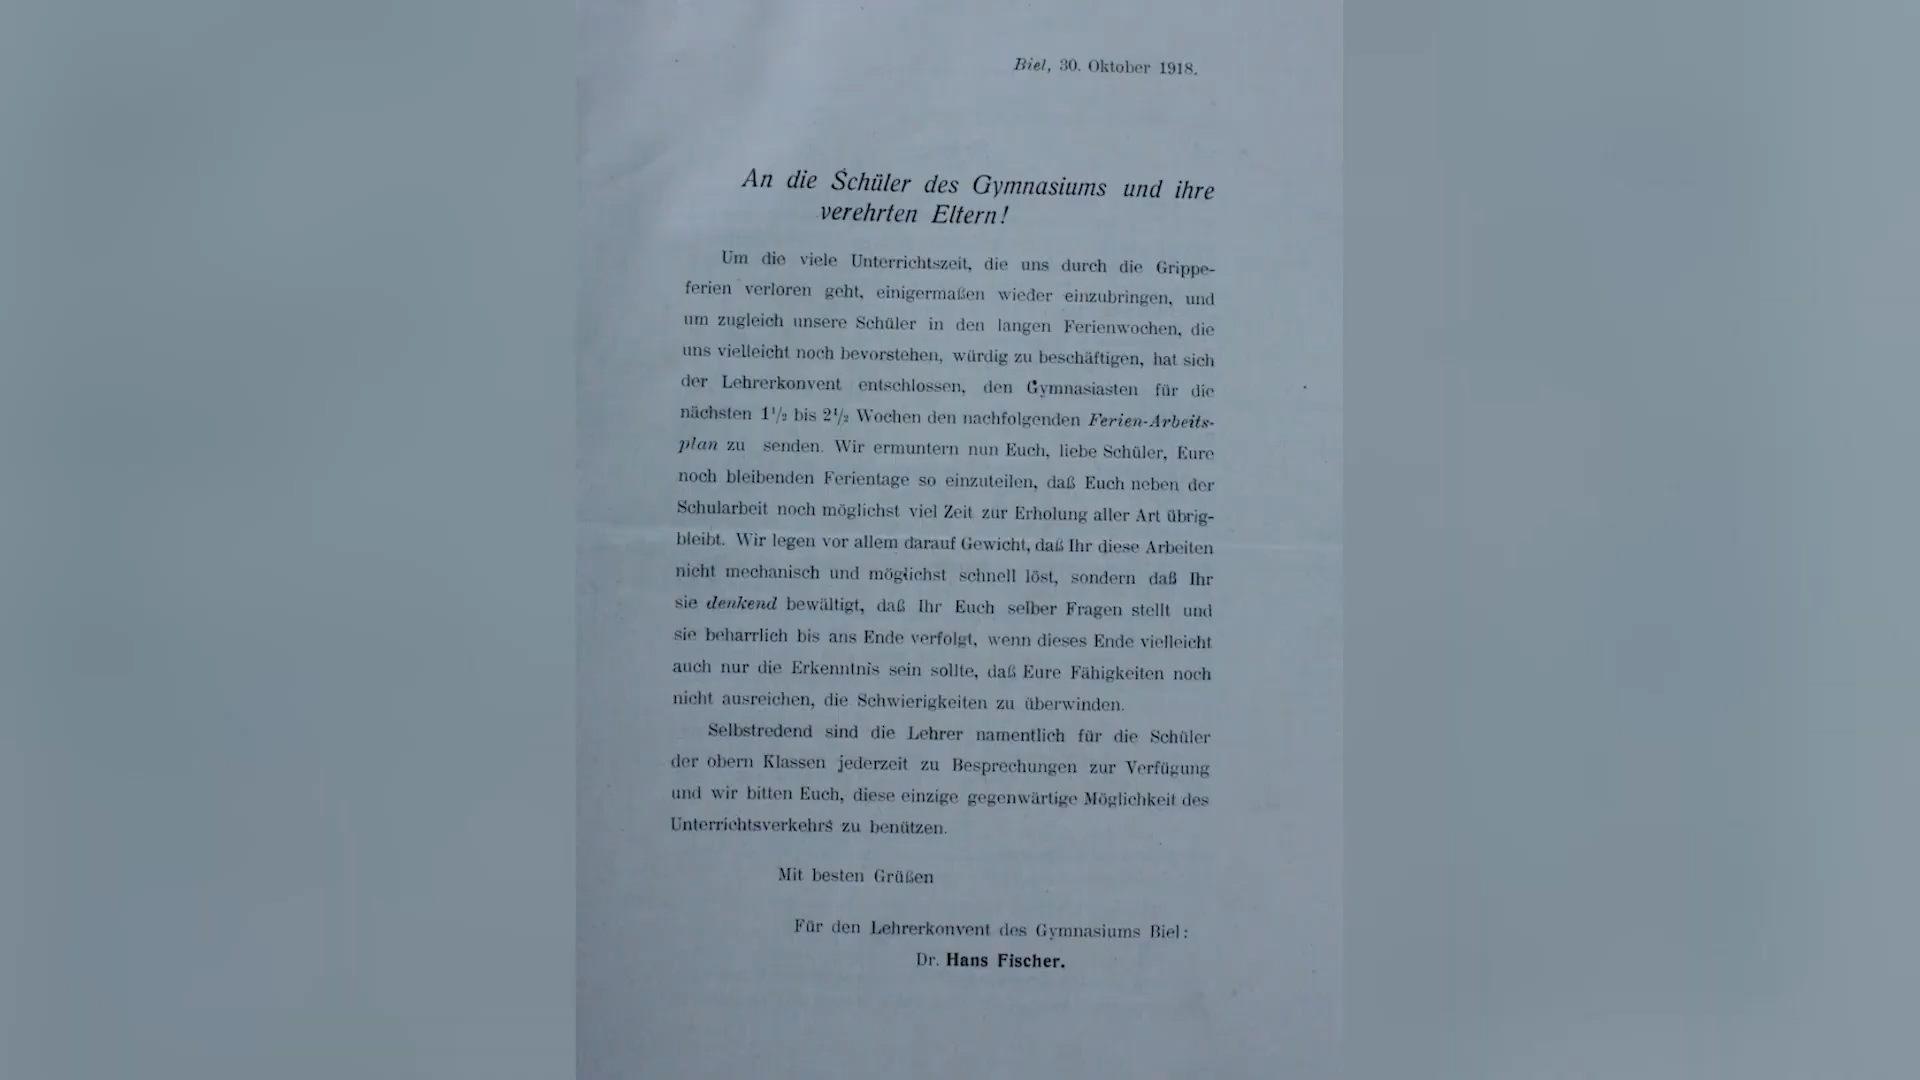 Biel, 30. Oktober 1918.
An die Schüler des Gymnasiums und ihre
verehrten Eltern!
Um die viele Unterrichtszeit, die uns durch die Grippe-
ferien verloren geht, einigermaßen wieder einzubringen, und
um zugleich unsere Schüler in den langen Ferienwochen, die
uns vielleicht noch bevorstehen, würdig zu beschäftigen, hat sich
der Lehrerkonvent entschlossen, den Gymnasiasten für die
nächsten 1 1/2 bis 2 1/2 Wochen den nachfolgenden Ferien-Arbeits-
plan zu senden. Wir ermuntern nun Euch, liebe Schüler, Eure
noch bleibenden Ferientage so einzuteilen, daß Euch neben der
Schularbeit noch möglichst viel Zeit zur Erholung aller Art übrig-
bleibt. Wir legen vor allem darauf Gewicht, daß Ihr diese Arbeiten
nicht mechanisch und möglichst schnell löst, sondern daß Ihr
sie denkend bewältigt, daß Ihr Euch selber Fragen stellt und
sie beharrlich bis ans Ende verfolgt, wenn dieses Ende vielleicht
auch nur die Erkenntnis sein sollte, daß Eure Fähigkeiten noch
nicht ausreichen, die Schwierigkeiten zu überwinden.
Selbstredend sind die Lehrer namentlich für die Schüler
der obern Klassen jederzeit zu Besprechungen zur Verfügung
und wir bitten Euch, diese einzige gegenwärtige Möglichkeit des
Unterrichtsverkehrs zu benützen.
Mit besten Grüßen
Für den Lehrerkonvent des Gymnasiums Biel:
Dr. Hans Fischer.